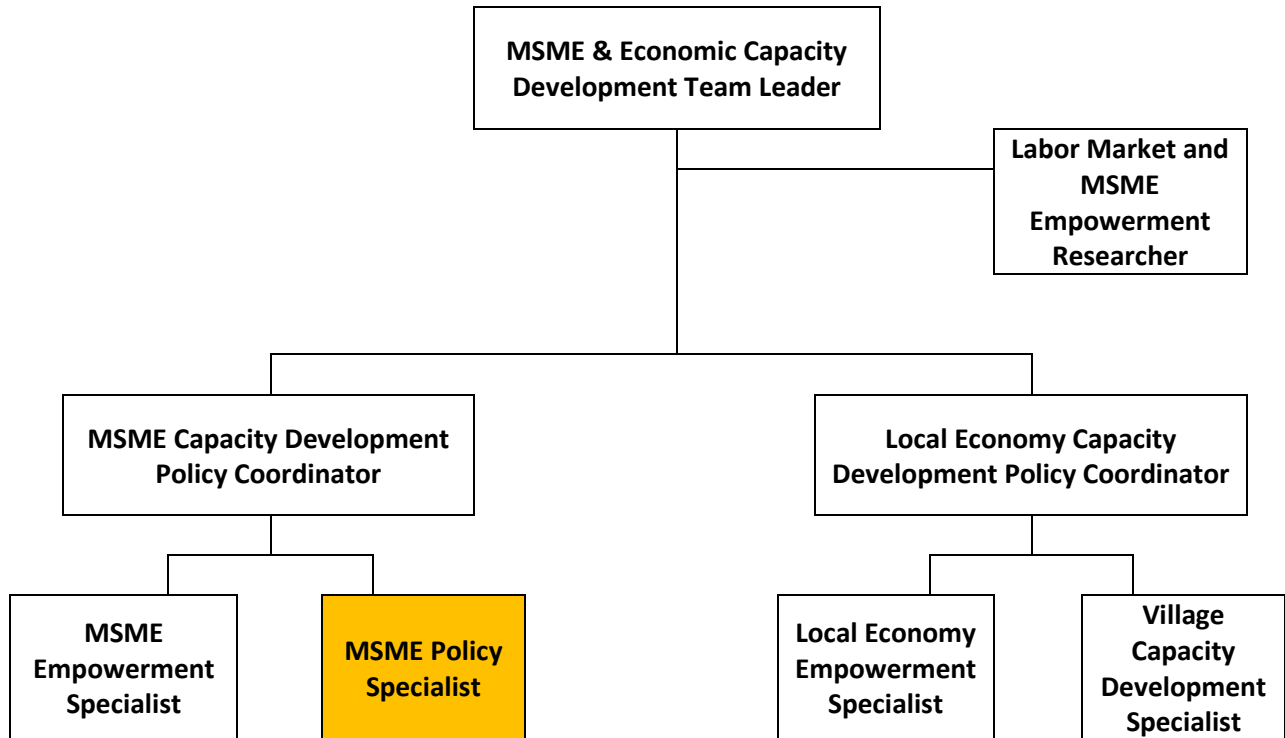 MSME & Economic Capacity
Development Team Leader
Labor Market and
MSME
Empowerment
Researcher
MSME Capacity Development
Policy Coordinator
Local Economy Capacity
Development Policy Coordinator
MSME
Empowerment
Specialist
MSME Policy
Specialist
Local Economy
Empowerment
Specialist
Village
Capacity
Development
Specialist